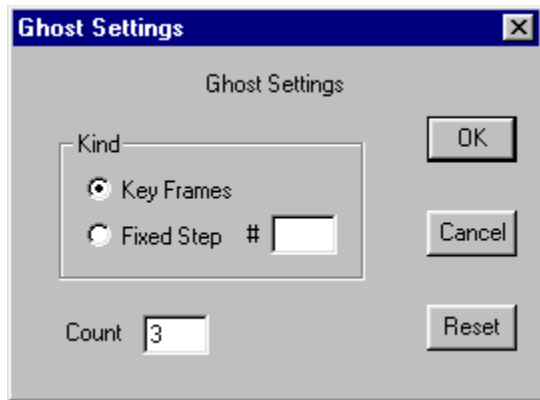 Ghost Settings
Ghost Settings
Kind
Key Frames
Fixed Step #
Count 3
OK
Cancel
Reset